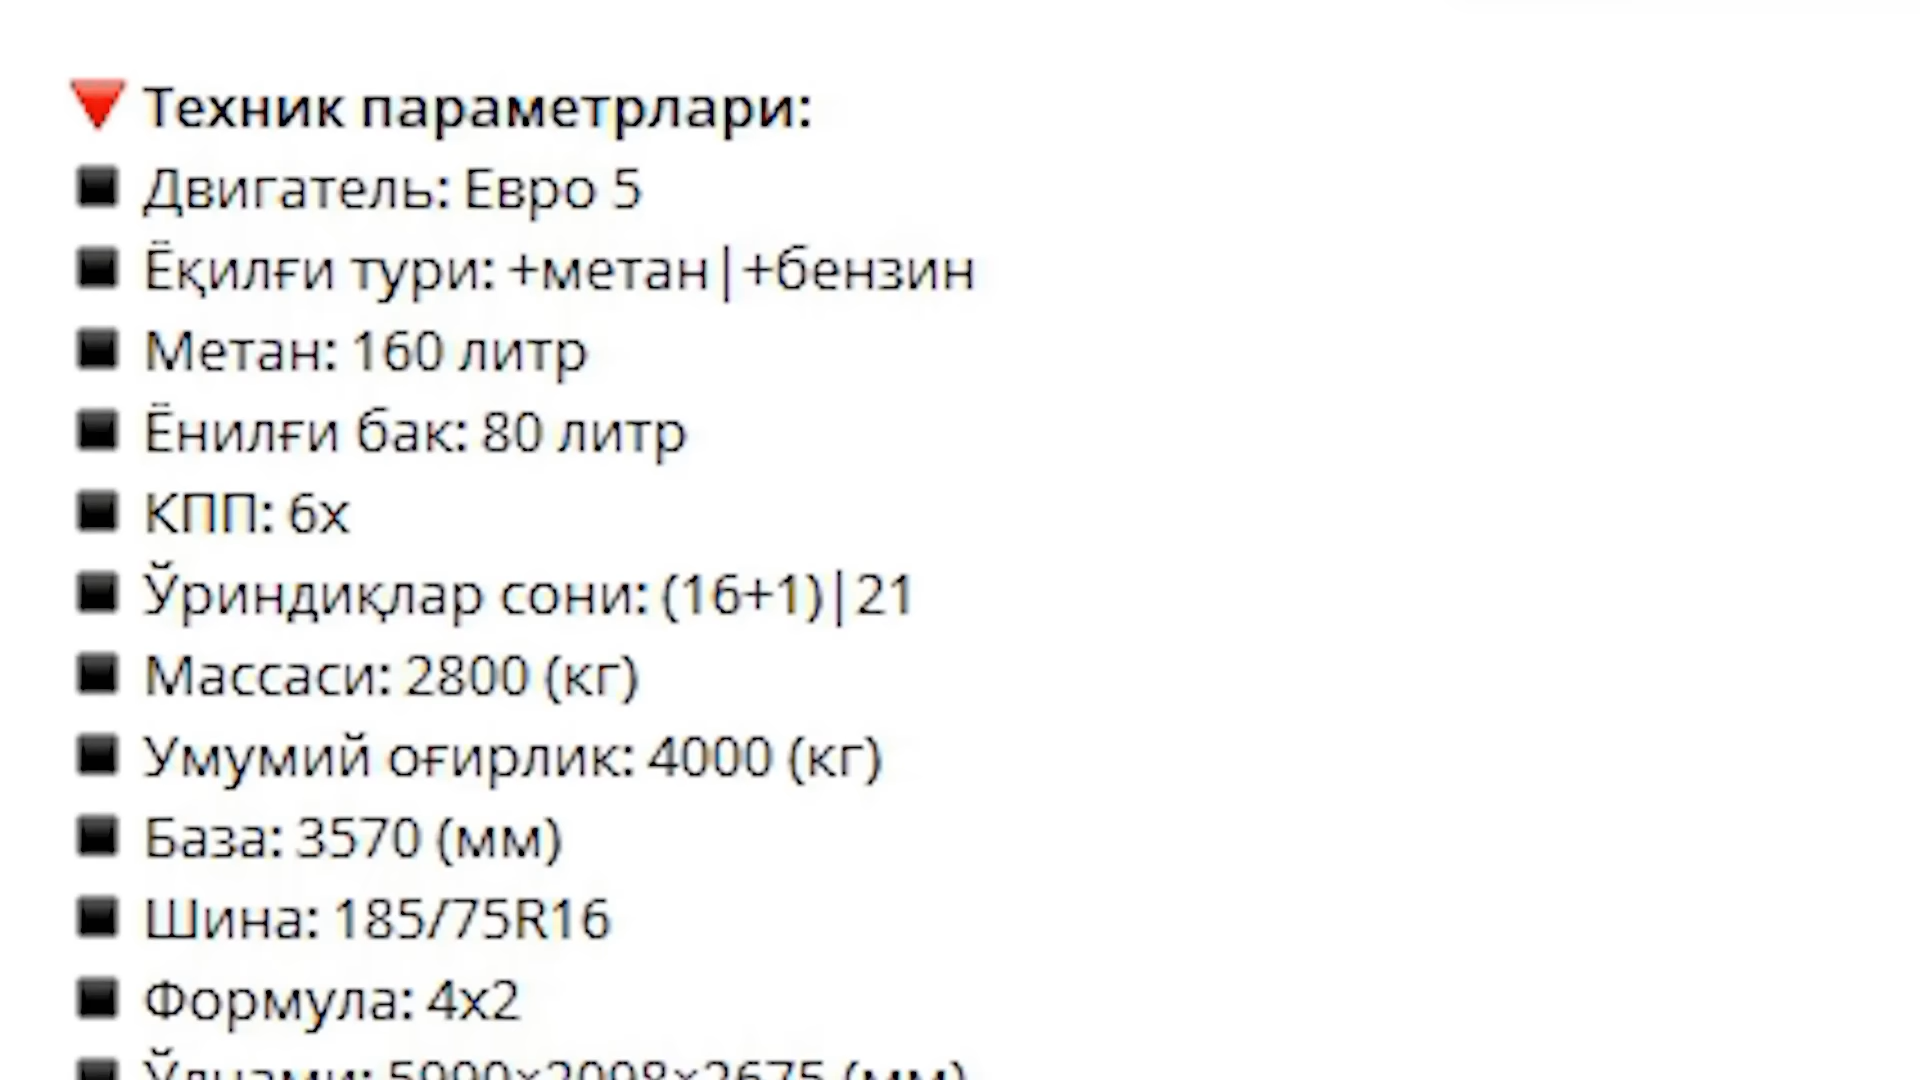 Техник параметрлари:
Двигатель: Евро 5
Ёқилғи тури: +метан|+бензин
Метан: 160 литр
Ёнилғи бак: 80 литр
КПП: 6х
Ўриндиқлар сони: (16+1)|21
Массаси: 2800 (кг)
Умумий оғирлик: 4000 (кг)
База: 3570 (мм)
Шина: 185/75R16
Формула: 4х2
(мм)